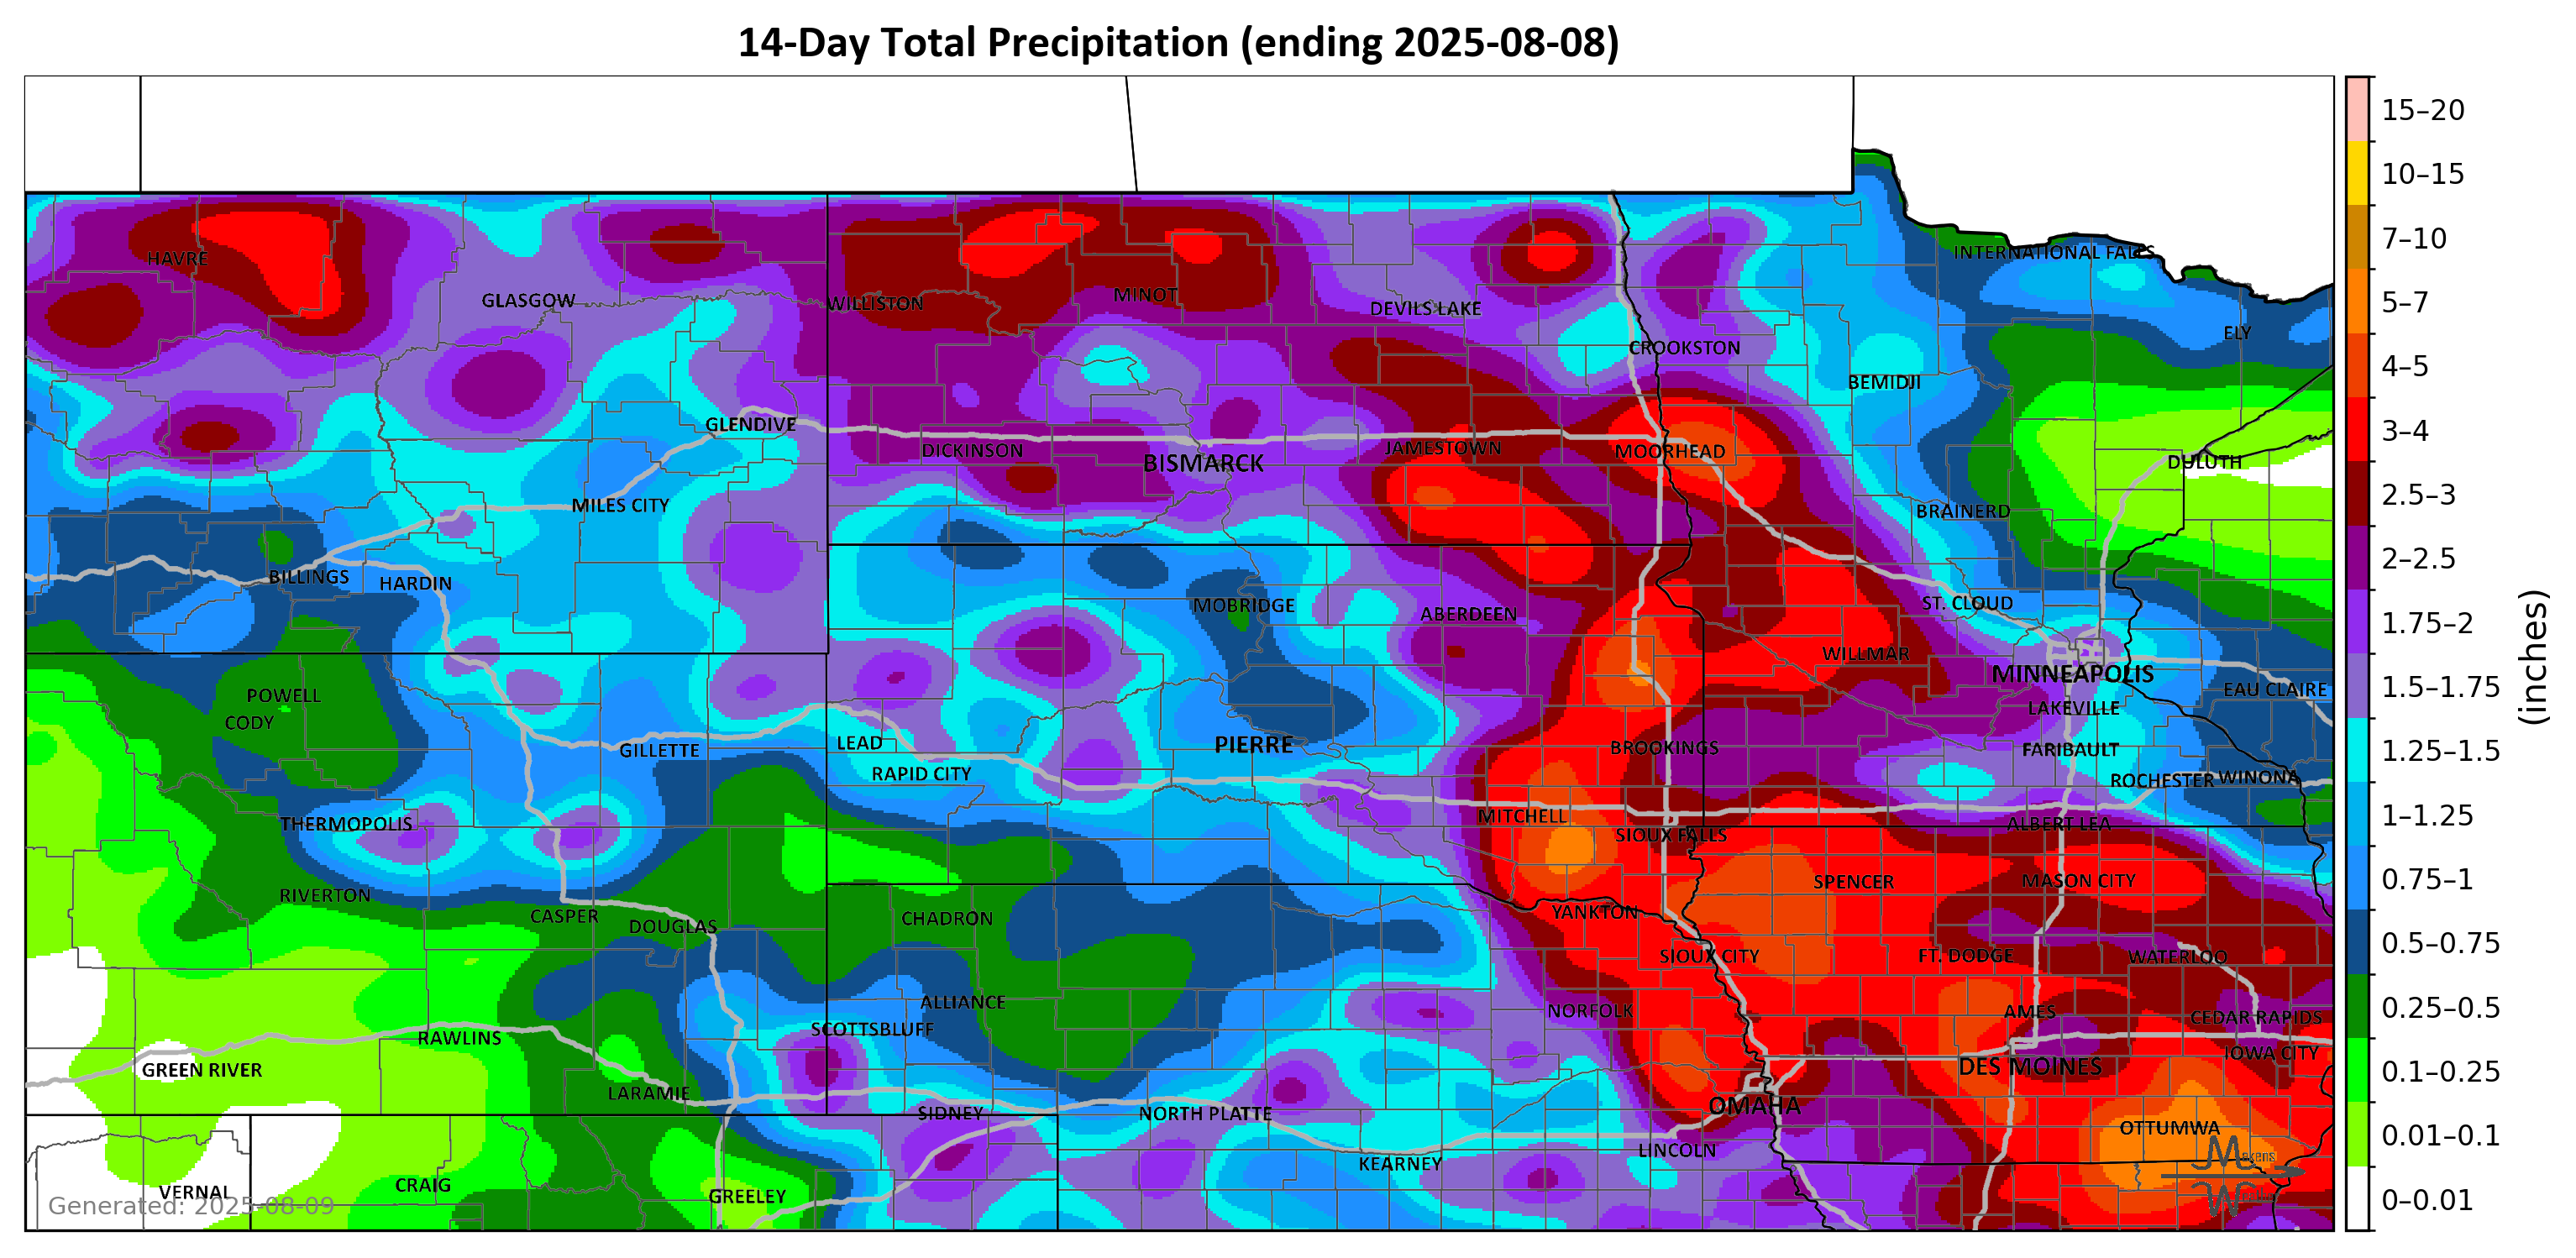 14-Day Total Precipitation (ending 2025-08-08)
15–20
10–15
7–10
5–7
4–5
3–4
2.5–3
2–2.5
1.75–2
1.5–1.75
1.25–1.5
1–1.25
0.75–1
0.5–0.75
0.25–0.5
0.1–0.25
0.01–0.1
0–0.01
(inches)
INTERNATIONAL FALLS
HAVRE
GLASGOW
WILLISTON
MINOT
DEVILS LAKE
ELY
CROOKSTON
BEMIDJI
GLENDIVE
DICKINSON
BISMARCK
JAMESTOWN
MOORHEAD
DULUTH
MILES CITY
BRAINERD
BILLINGS
HARDIN
MOBRIDGE
ABERDEEN
ST. CLOUD
WILLMAR
MINNEAPOLIS
EAU CLAIRE
POWELL
CODY
LAKEVILLE
GILLETTE
LEAD
PIERRE
BROOKINGS
FARIBAULT
RAPID CITY
ROCHESTER
WINONA
THERMOPOLIS
MITCHELL
SIOUX FALLS
ALBERT LEA
RIVERTON
CASPER
DOUGLAS
CHADRON
YANKTON
SPENCER
MASON CITY
SIOUX CITY
FT. DODGE
WATERLOO
ALLIANCE
SCOTTSBLUFF
NORFOLK
AMES
CEDAR RAPIDS
RAWLINS
GREEN RIVER
DES MOINES
IOWA CITY
LARAMIE
SIDNEY
NORTH PLATTE
OMAHA
OTTUMWA
LINCOLN
KEARNEY
VERNAL
CRAIG
GREELEY
Generated: 2025-08-09